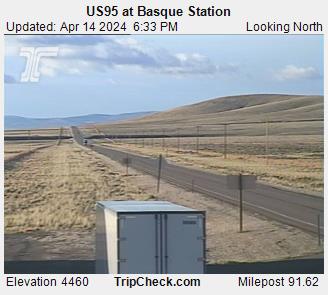 US95 at Basque Station
Updated: Apr 14 2024 6:33 PM Looking North
Elevation 4460 TripCheck.com Milepost 91.62